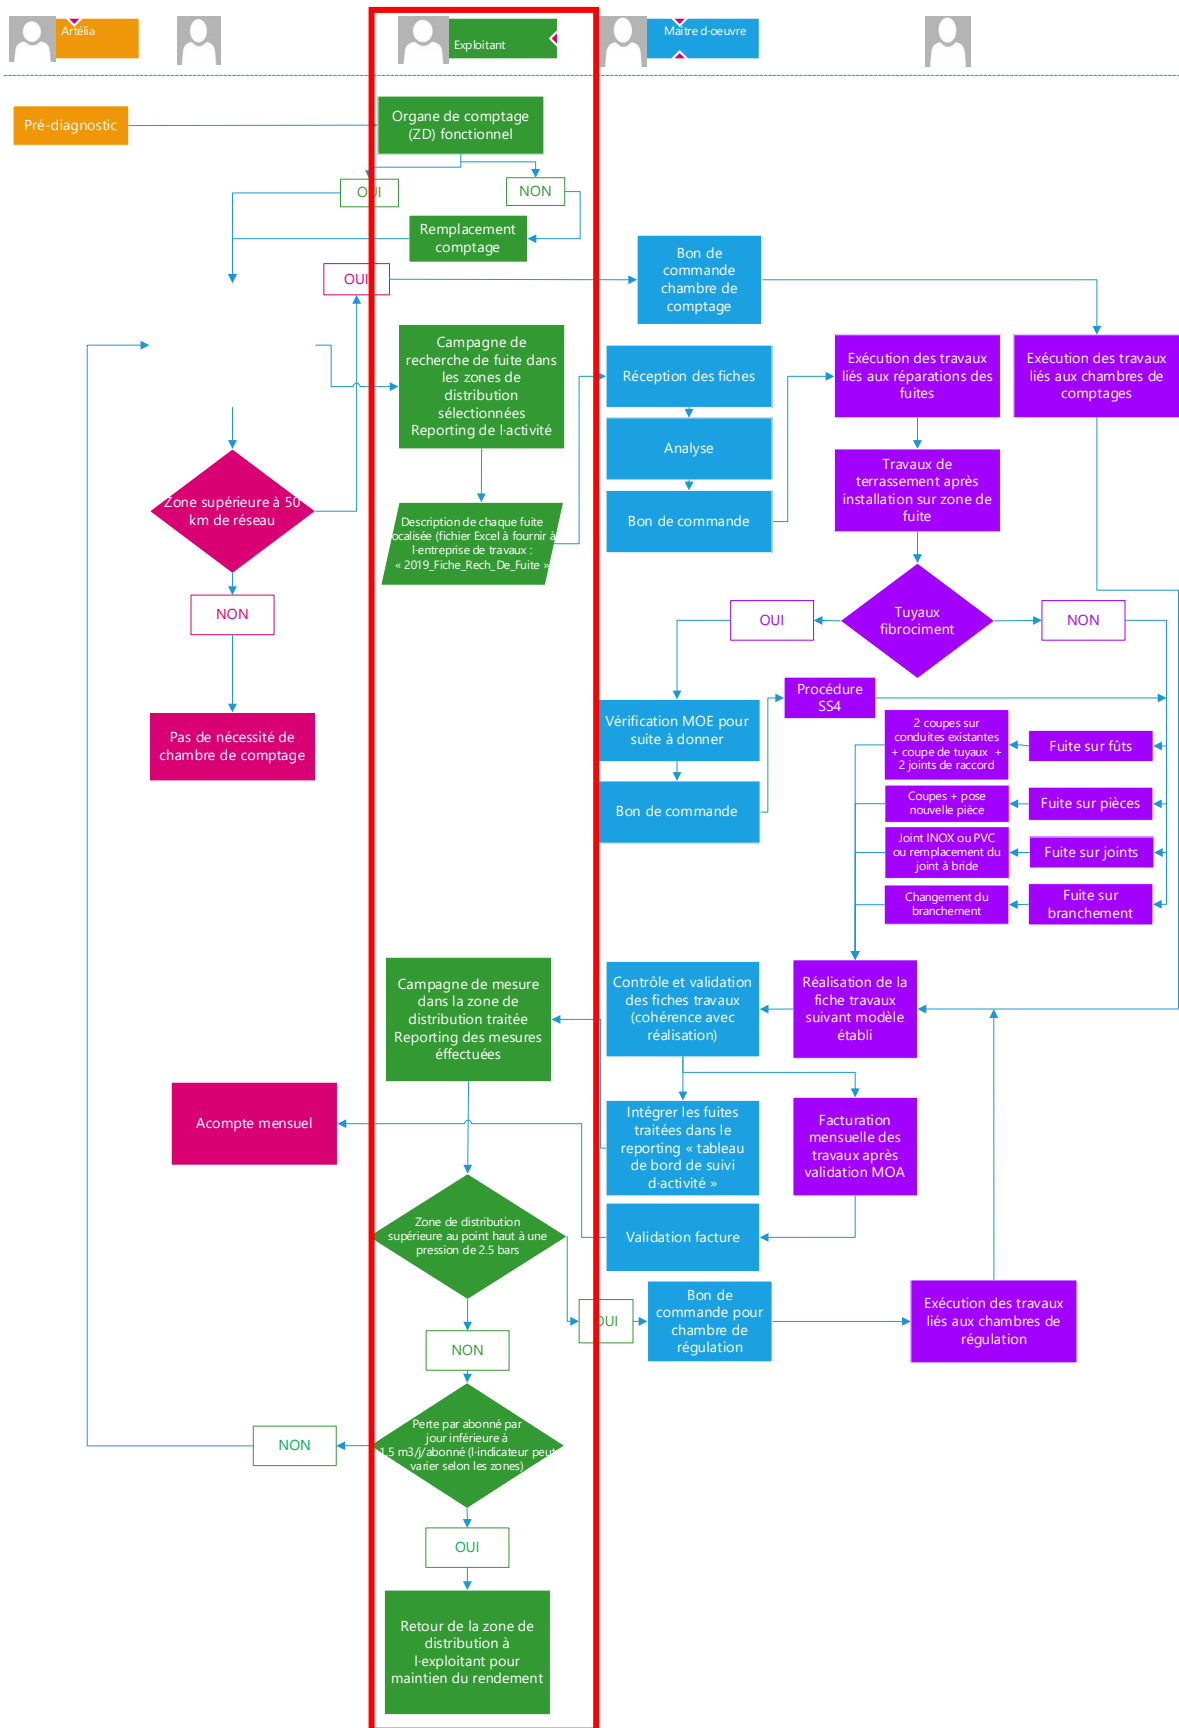 Artélia
Exploitant
Maitre d·oeuvre
Pré-diagnostic
Organe de comptage
(ZD) fonctionnel
OUI
NON
Remplacement
comptage
OUI
Bon de
commande
chambre de
comptage
Campagne de
recherche de fuite dans
les zones de
distribution
sélectionnées
Reporting de l·activité
Réception des fiches
Exécution des travaux
liés aux réparations des
fuites
Exécution des travaux
liés aux chambres de
comptages
Analyse
Zone supérieure à 50
km de réseau
Travaux de
terrassement après
installation sur zone de
fuite
Description de chaque fuite
localisée (fichier Excel à fournir à
l·entreprise de travaux :
« 2019_Fiche_Rech_De_Fuite »
Bon de commande
NON
OUI
Tuyaux
fibrociment
NON
Pas de nécessité de
chambre de comptage
Vérification MOE pour
suite à donner
Procédure
SS4
2 coupes sur
conduites existantes
+ coupe de tuyaux +
2 joints de raccord
Fuite sur fûts
Bon de commande
Coupes + pose
nouvelle pièce
Fuite sur pièces
Joint INOX ou PVC
ou remplacement du
joint à bride
Fuite sur joints
Changement du
branchement
Fuite sur
branchement
Campagne de mesure
dans la zone de
distribution traitée
Reporting des mesures
éffectuées
Contrôle et validation
des fiches travaux
(cohérence avec
réalisation)
Réalisation de la
fiche travaux
suivant modèle
établi
Acompte mensuel
Intégrer les fuites
traitées dans le
reporting « tableau
de bord de suivi
d·activité »
Facturation
mensuelle des
travaux après
validation MOA
Zone de distribution
supérieure au point haut à une
pression de 2.5 bars
Validation facture
OUI
Bon de
commande pour
chambre de
régulation
Exécution des travaux
liés aux chambres de
régulation
NON
Perte par abonné par
jour inférieure à
1.5 m3/j/abonné (l·indicateur peut
varier selon les zones)
NON
OUI
Retour de la zone de
distribution à
l·exploitant pour
maintien du rendement